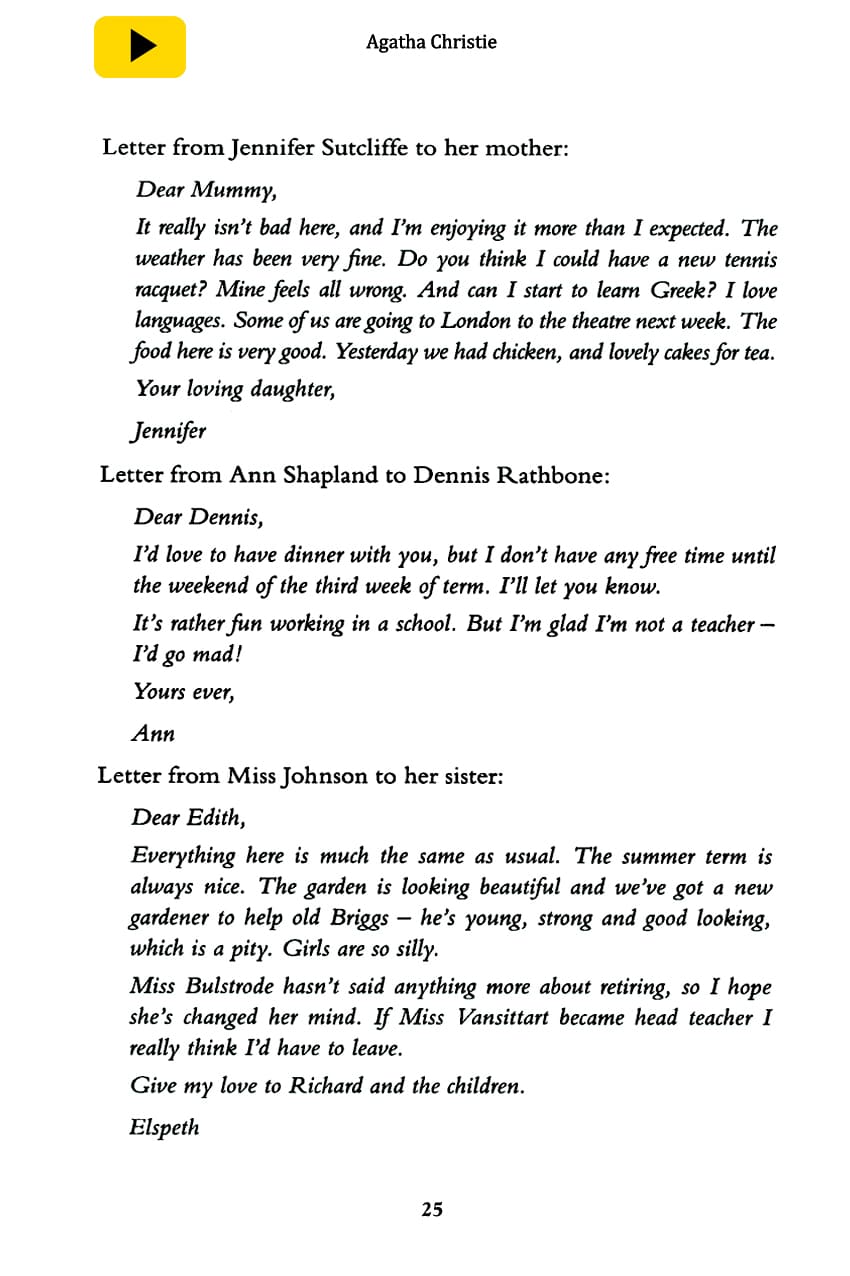 Agatha Christie
Letter from Jennifer Sutcliffe to her mother:
Dear Mummy,
It really isn't bad here, and I'm enjoying it more than I expected. The
weather has been very fine. Do you think I could have a new tennis
racquet? Mine feels all wrong. And can I start to learn Greek? I love
languages. Some of us are going to London to the theatre next week. The
food here is very good. Yesterday we had chicken, and lovely cakes for tea.
Your loving daughter,
Jennifer
Letter from Ann Shapland to Dennis Rathbone:
Dear Dennis,
I'd love to have dinner with you, but I don't have any free time until
the weekend of the third week of term. I'll let you know.
It's rather fun working in a school. But I'm glad I'm not a teacher –
I'd go mad!
Yours ever,
Ann
Letter from Miss Johnson to her sister:
Dear Edith,
Everything here is much the same as usual. The summer term is
always nice. The garden is looking beautiful and we've got a new
gardener to help old Briggs – he's young, strong and good looking,
which is a pity. Girls are so silly.
Miss Bulstrode hasn't said anything more about retiring, so I hope
she's changed her mind. If Miss Vansittart became head teacher I
really think I'd have to leave.
Give my love to Richard and the children.
Elspeth
25